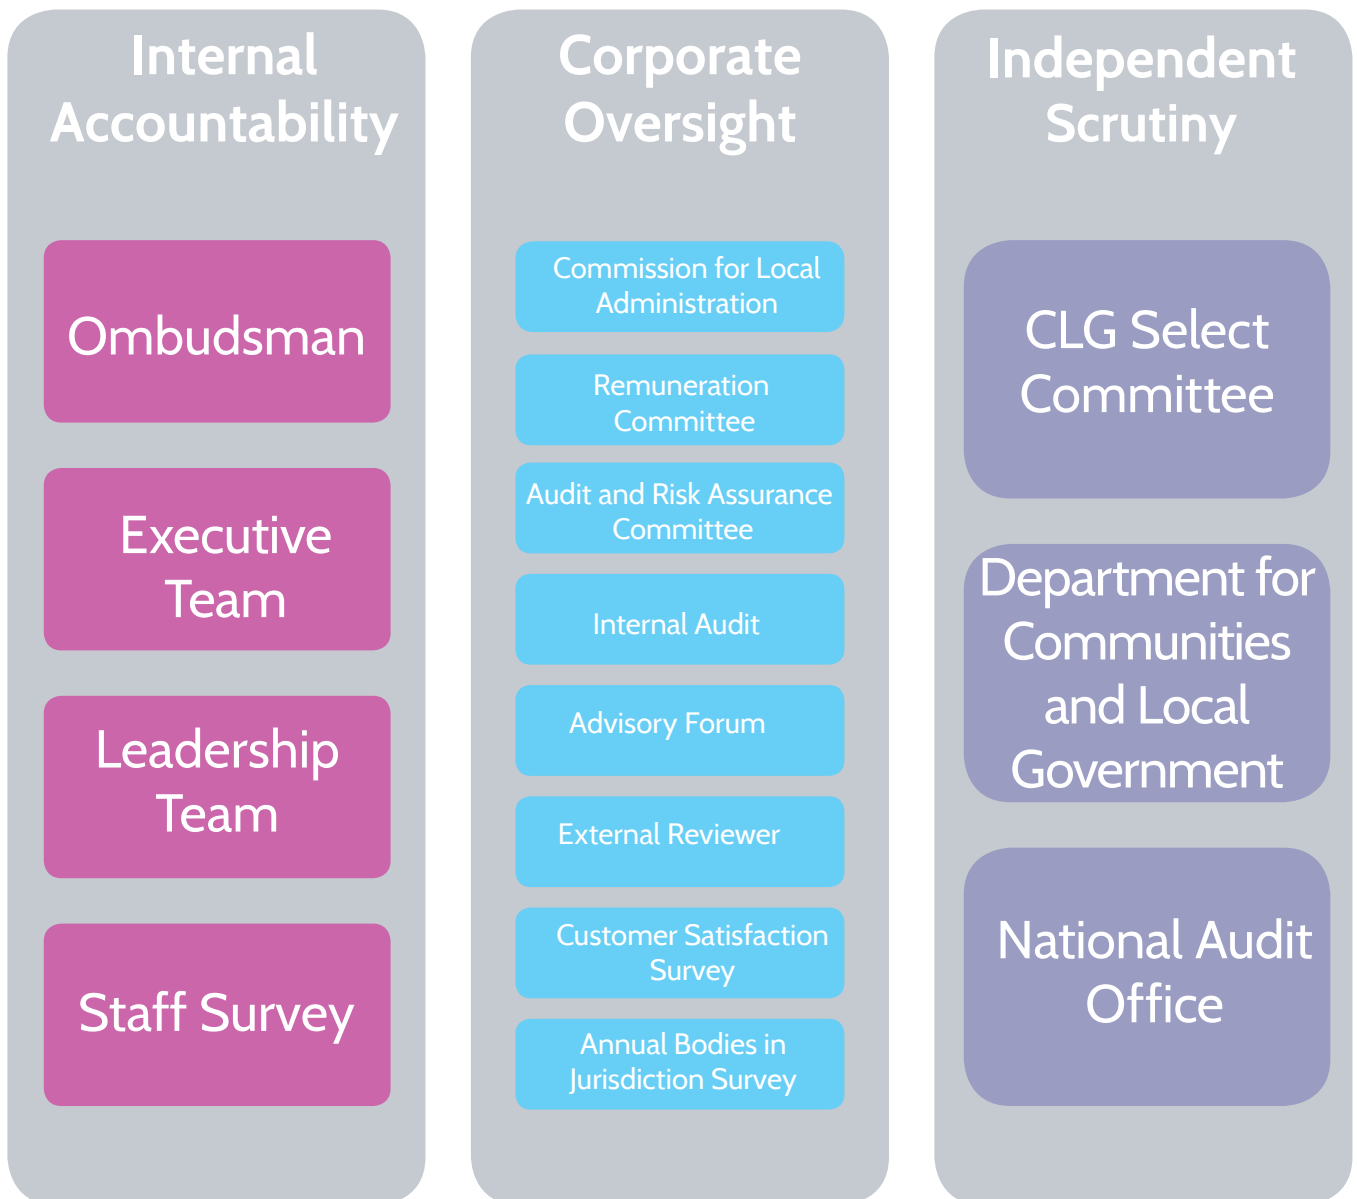 Internal
Accountability
Ombudsman
Executive
Team
Leadership
Team
Staff Survey
Corporate
Oversight
Commission for Local
Administration
Remuneration
Committee
Audit and Risk Assurance
Committee
Internal Audit
Advisory Forum
External Reviewer
Customer Satisfaction
Survey
Annual Bodies in
Jurisdiction Survey
Independent
Scrutiny
CLG Select
Committee
Department for
Communities
and Local
Government
National Audit
Office